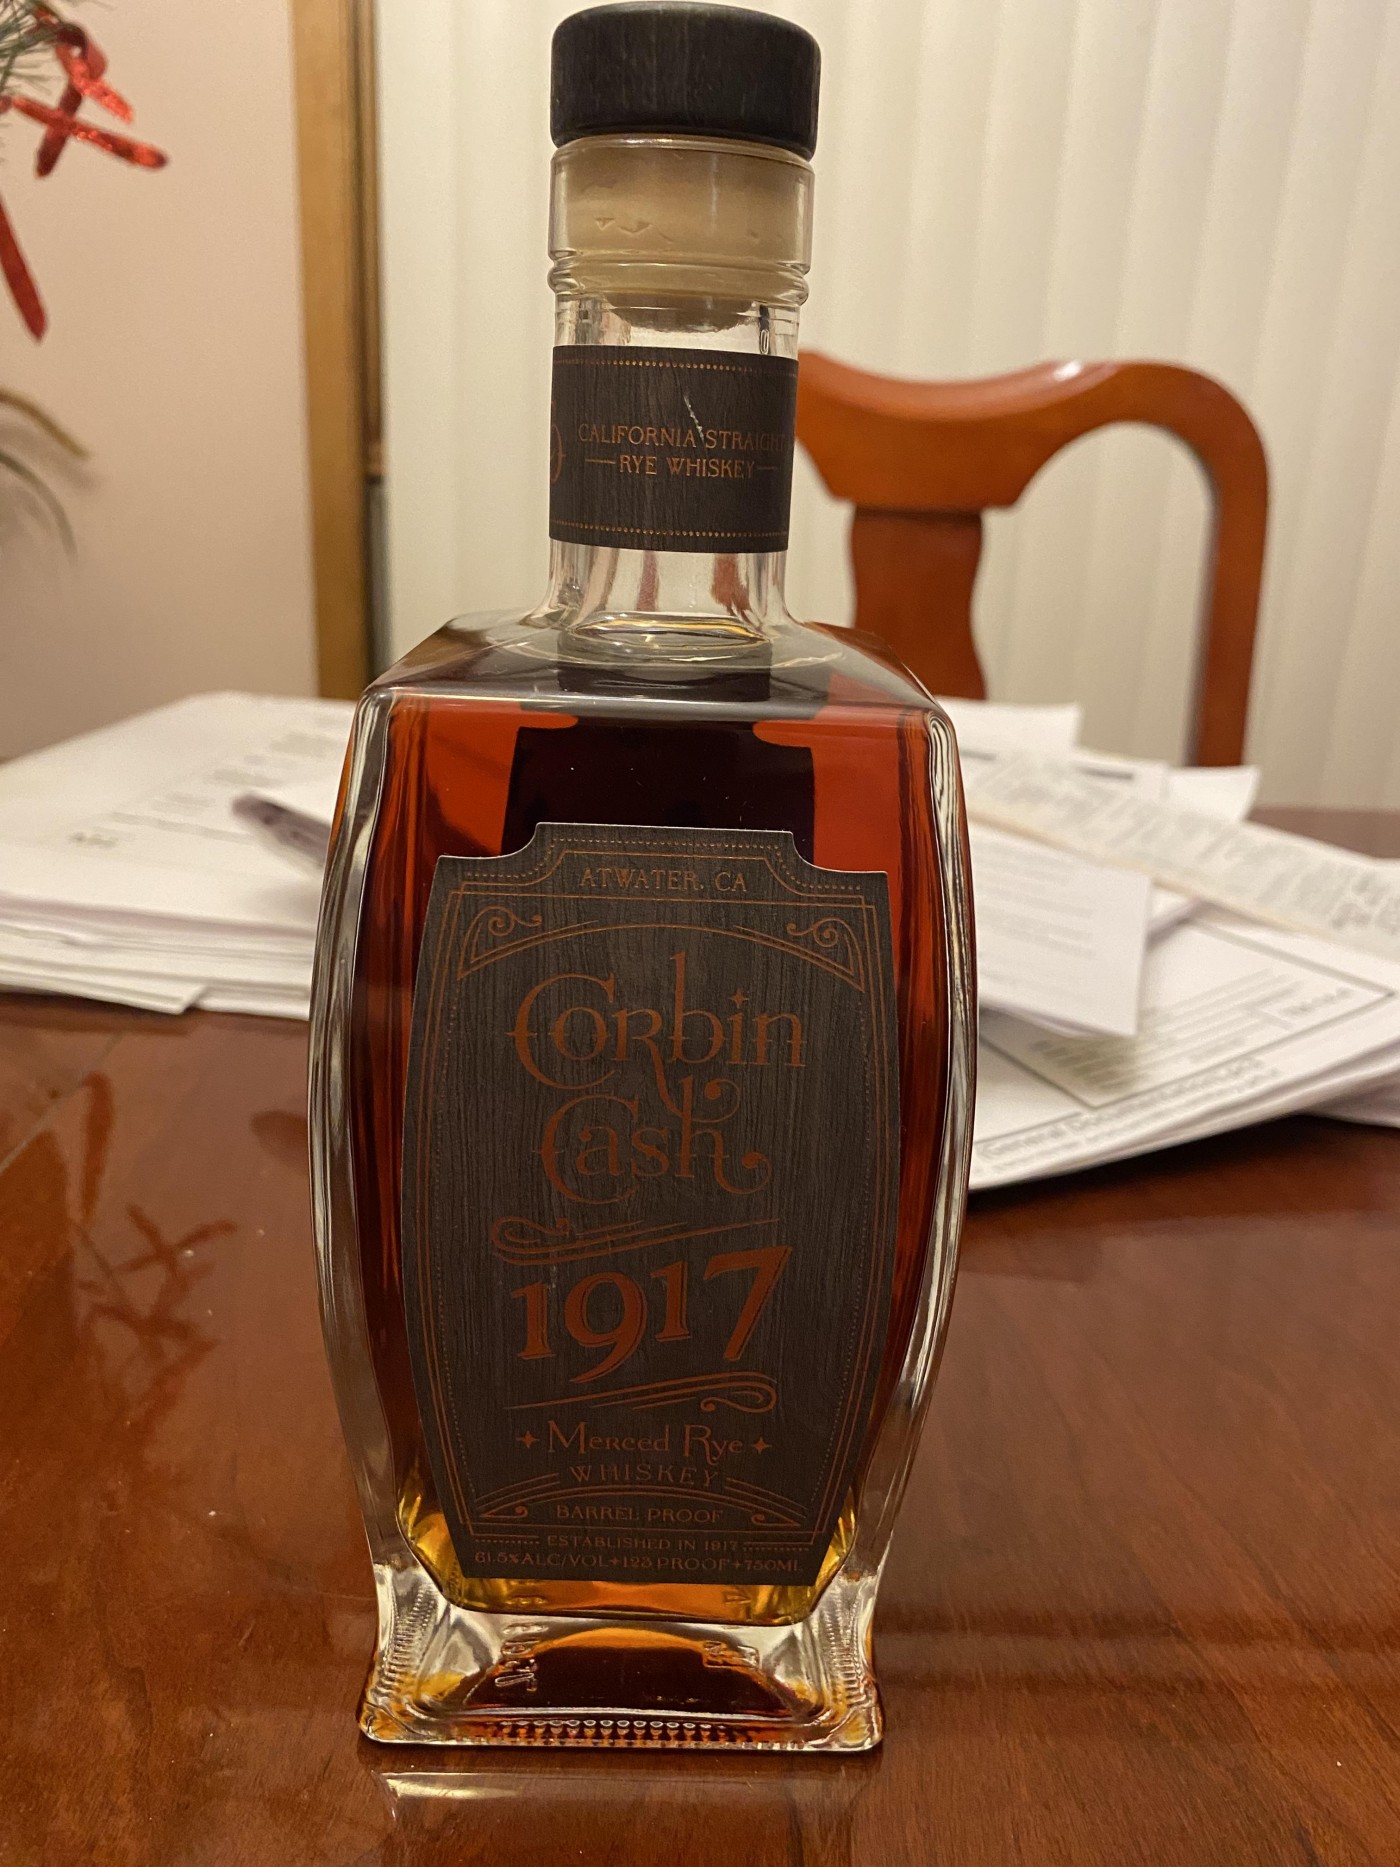 CALIFORNIA STRAIGHT
RYE WHISKEY
ATWATER, CA
Corbin
Cash
1917
Merced Rye
WHISKEY
BARREL PROOF
ESTABLISHED IN 1917
61.5% ALC/VOL + 123 PROOF + 750ML
General